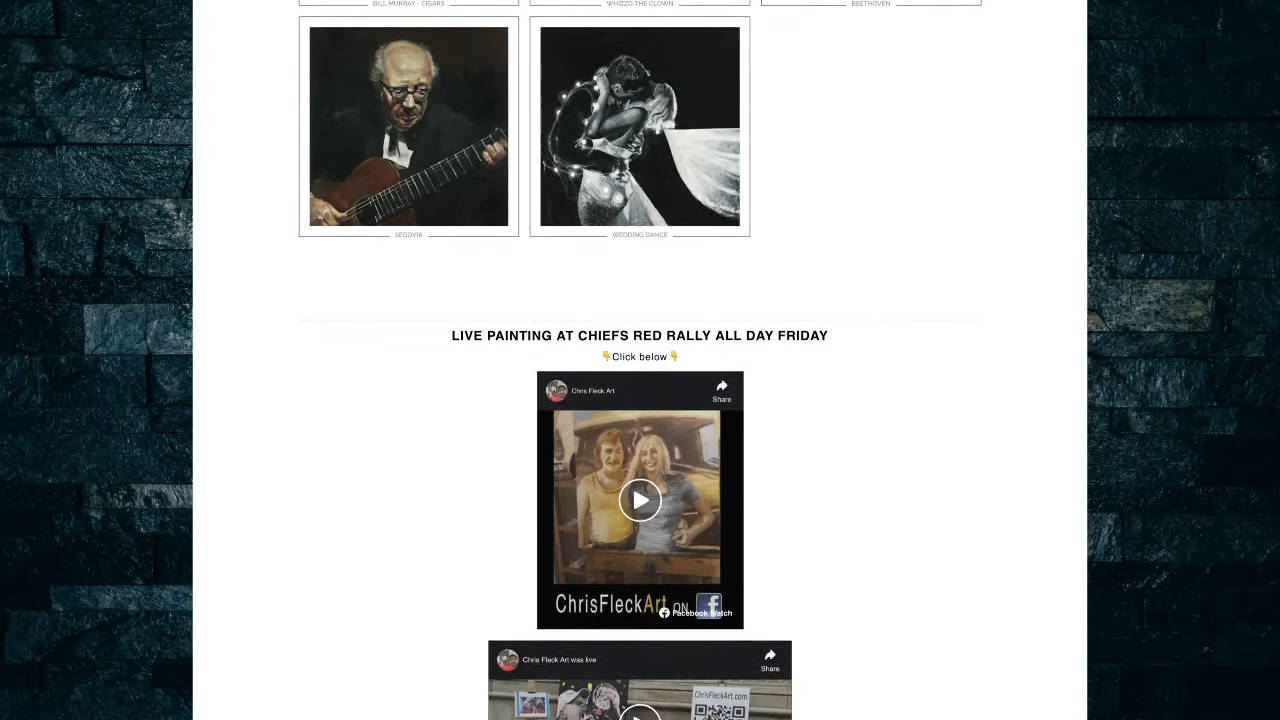 BILL MURRAY - CIGARS
WHIZZO THE CLOWN
BEETHOVEN
SEGOVIA
WEDDING DANCE
LIVE PAINTING AT CHIEFS RED RALLY ALL DAY FRIDAY
👇Click below👇
Chris Fleck Art
Share
ChrisFleckArt ON f
Facebook Watch
Chris Fleck Art was live
Share
ChrisFleckArt.com